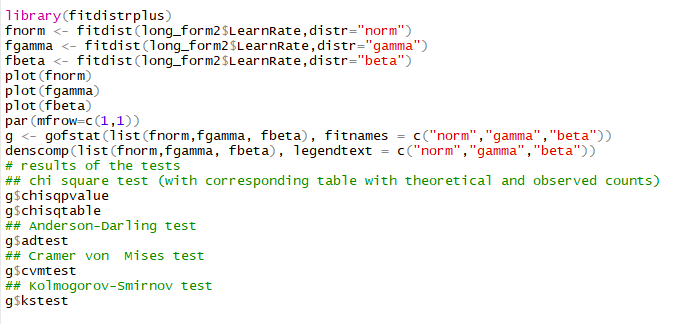 library(fitdistrplus)
fnorm <- fitdist(long_form2$LearnRate,distr="norm")
fgamma <- fitdist(long_form2$LearnRate,distr="gamma")
fbeta <- fitdist(long_form2$LearnRate,distr="beta")
plot(fnorm)
plot(fgamma)
plot(fbeta)
par(mfrow=c(1,1))
g <- gofstat(list(fnorm,fgamma, fbeta), fitnames = c("norm","gamma","beta"))
denscomp(list(fnorm,fgamma, fbeta), legendtext = c("norm","gamma","beta"))
# results of the tests
## chi square test (with corresponding table with theoretical and observed counts)
g$chisqpvalue
g$chisqtable
## Anderson-Darling test
g$adtest
## Cramer von  Mises test
g$cvmtest
## Kolmogorov-Smirnov test
g$kstest